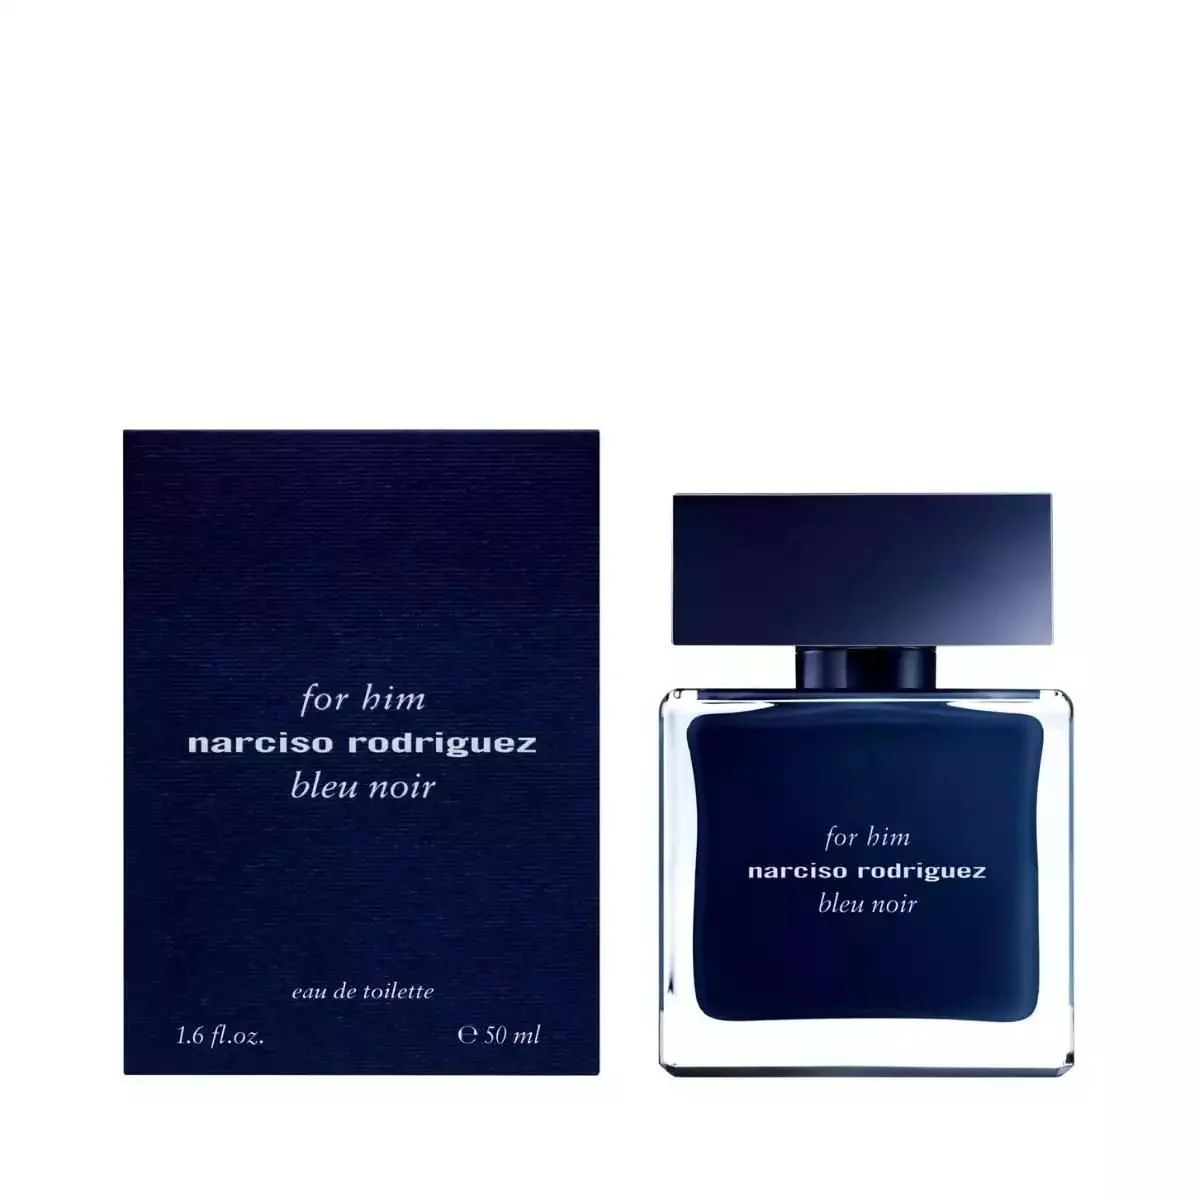 for him
narciso rodriguez
bleu noir
eau de toilette
1.6 fl.oz.
℮ 50 ml
for him
narciso rodriguez
bleu noir